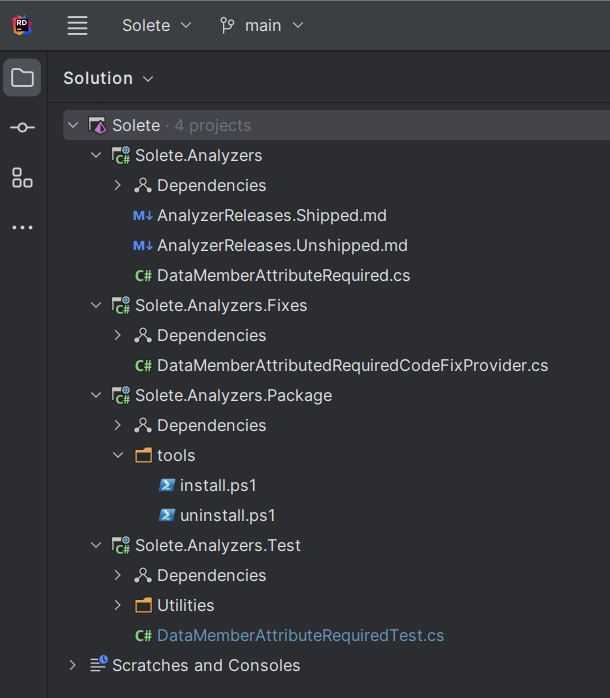 RD Solete main
Solution
Solete · 4 projects
C# Solete.Analyzers
Dependencies
M↓ AnalyzerReleases.Shipped.md
M↓ AnalyzerReleases.Unshipped.md
C# DataMemberAttributeRequired.cs
C# Solete.Analyzers.Fixes
Dependencies
C# DataMemberAttributedRequiredCodeFixProvider.cs
C# Solete.Analyzers.Package
Dependencies
tools
install.ps1
uninstall.ps1
C# Solete.Analyzers.Test
Dependencies
Utilities
C# DataMemberAttributeRequiredTest.cs
Scratches and Consoles